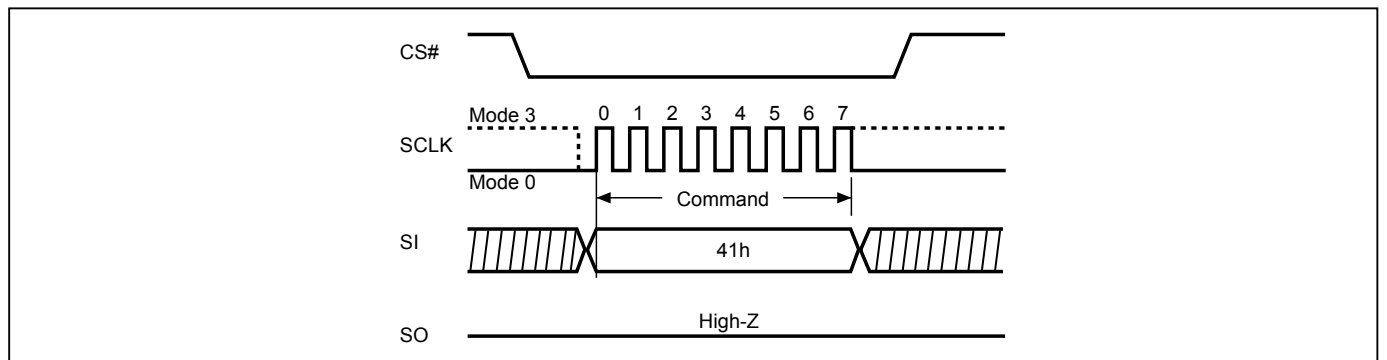 CS#
Mode 3
0 1 2 3 4 5 6 7
SCLK
Mode 0
Command
SI
41h
High-Z
SO